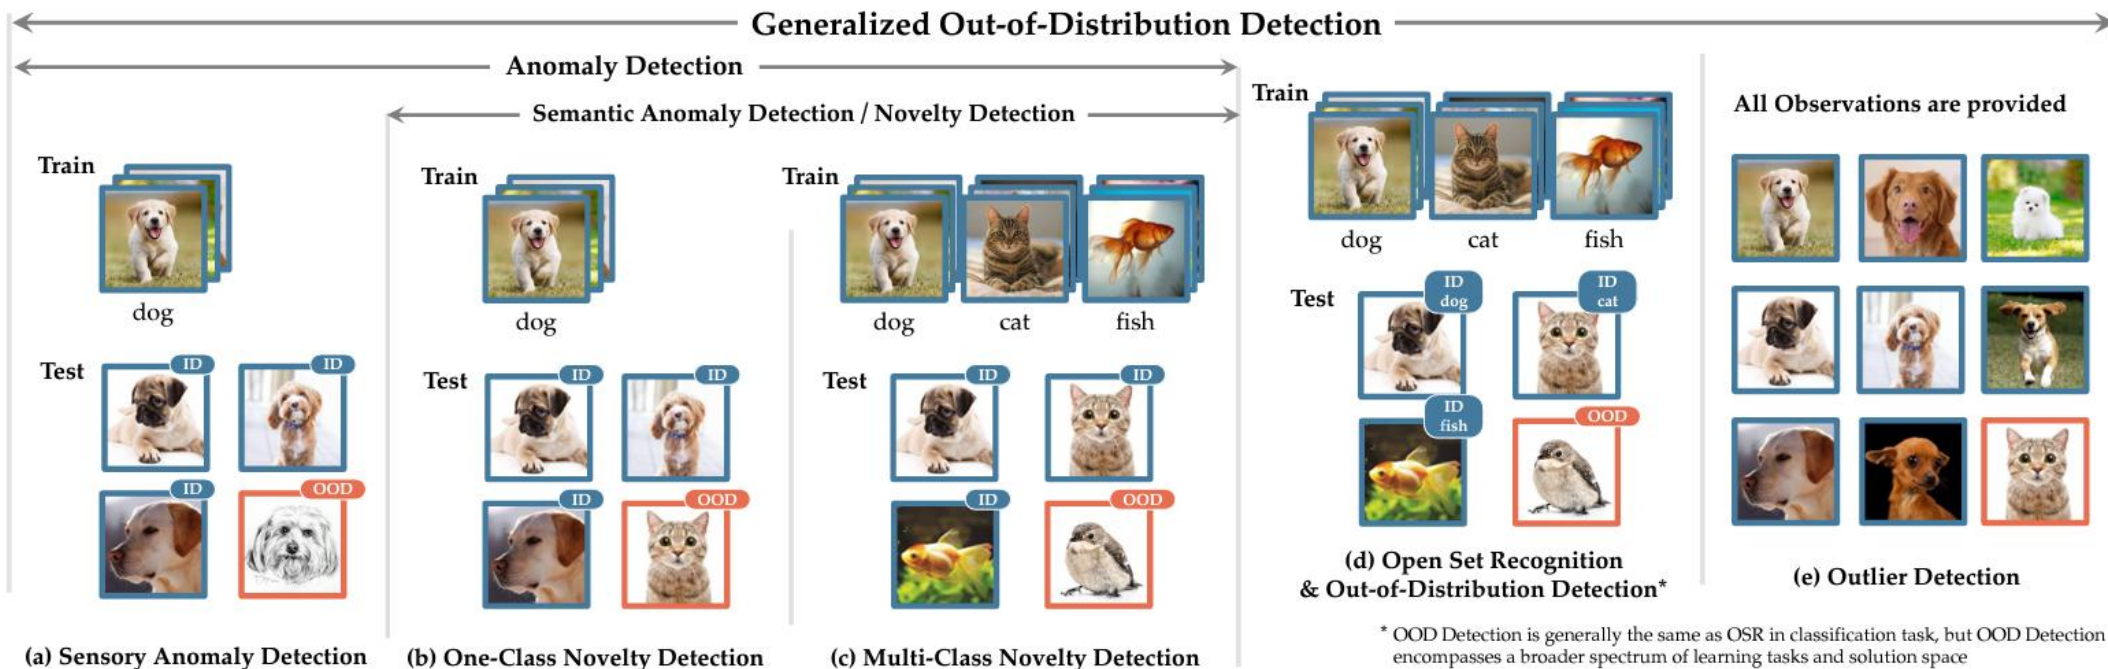 Generalized Out-of-Distribution Detection
Anomaly Detection
Semantic Anomaly Detection / Novelty Detection
Train
dog
Test
ID
ID
ID
OOD
(a) Sensory Anomaly Detection
Train
dog
Test
ID
ID
ID
OOD
(b) One-Class Novelty Detection
Train
dog
cat
fish
Test
ID
ID
ID
OOD
(c) Multi-Class Novelty Detection
Train
dog
cat
fish
Test
ID
dog
ID
cat
ID
fish
OOD
(d) Open Set Recognition
& Out-of-Distribution Detection*
All Observations are provided
(e) Outlier Detection
* OOD Detection is generally the same as OSR in classification task, but OOD Detection
encompasses a broader spectrum of learning tasks and solution space